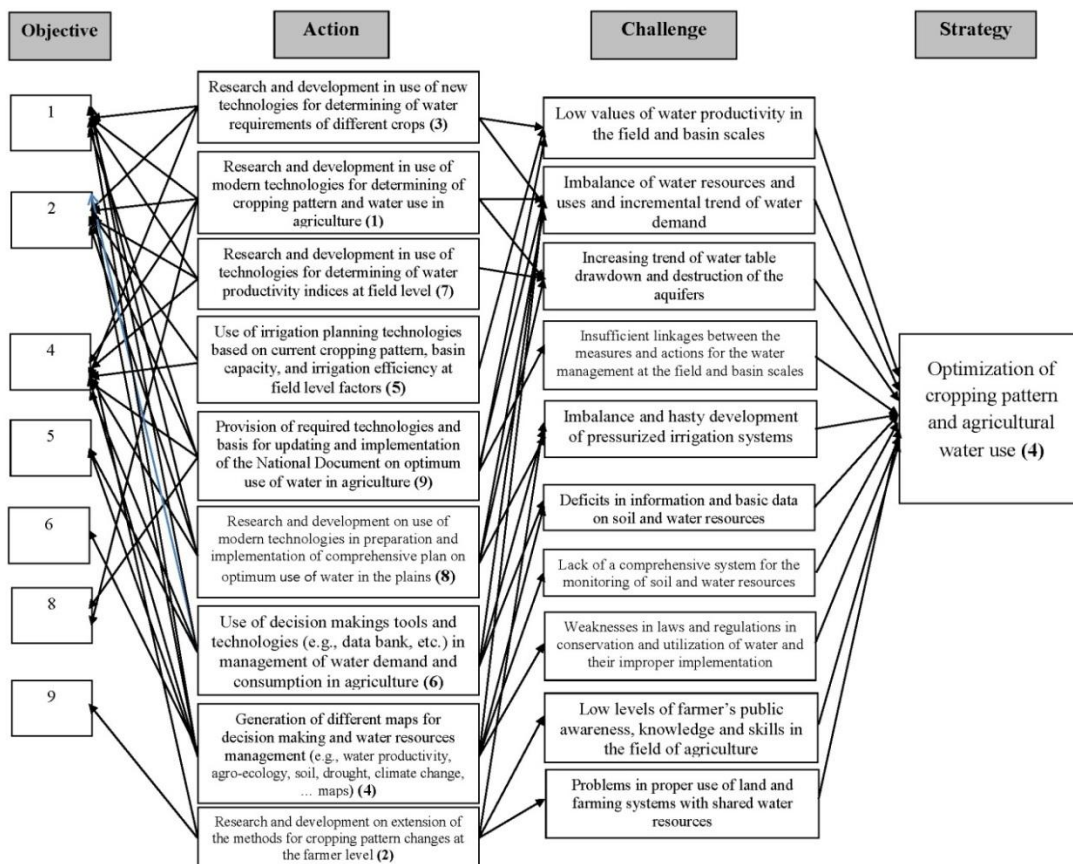 Objective
Action
Challenge
Strategy
1
2
4
5
6
8
9
Research and development in use of new
technologies for determining of water
requirements of different crops (3)
Research and development in use of
modern technologies for determining of
cropping pattern and water use in
agriculture (1)
Research and development in use of
technologies for determining of water
productivity indices at field level (7)
Use of irrigation planning technologies
based on current cropping pattern, basin
capacity, and irrigation efficiency at
field level factors (5)
Provision of required technologies and
basis for updating and implementation
of the National Document on optimum
use of water in agriculture (9)
Research and development on use of
modern technologies in preparation and
implementation of comprehensive plan on
optimum use of water in the plains (8)
Use of decision makings tools and
technologies (e.g., data bank, etc.) in
management of water demand and
consumption in agriculture (6)
Generation of different maps for
decision making and water resources
management (e.g., water productivity,
agro-ecology, soil, drought, climate change,
... maps) (4)
Research and development on extension of
the methods for cropping pattern changes at
the farmer level (2)
Low values of water productivity in
the field and basin scales
Imbalance of water resources and
uses and incremental trend of water
demand
Increasing trend of water table
drawdown and destruction of the
aquifers
Insufficient linkages between the
measures and actions for the water
management at the field and basin scales
Imbalance and hasty development
of pressurized irrigation systems
Deficits in information and basic data
on soil and water resources
Lack of a comprehensive system for the
monitoring of soil and water resources
Weaknesses in laws and regulations in
conservation and utilization of water and
their improper implementation
Low levels of farmer's public
awareness, knowledge and skills in
the field of agriculture
Problems in proper use of land and
farming systems with shared water
resources
Optimization of
cropping pattern
and agricultural
water use (4)